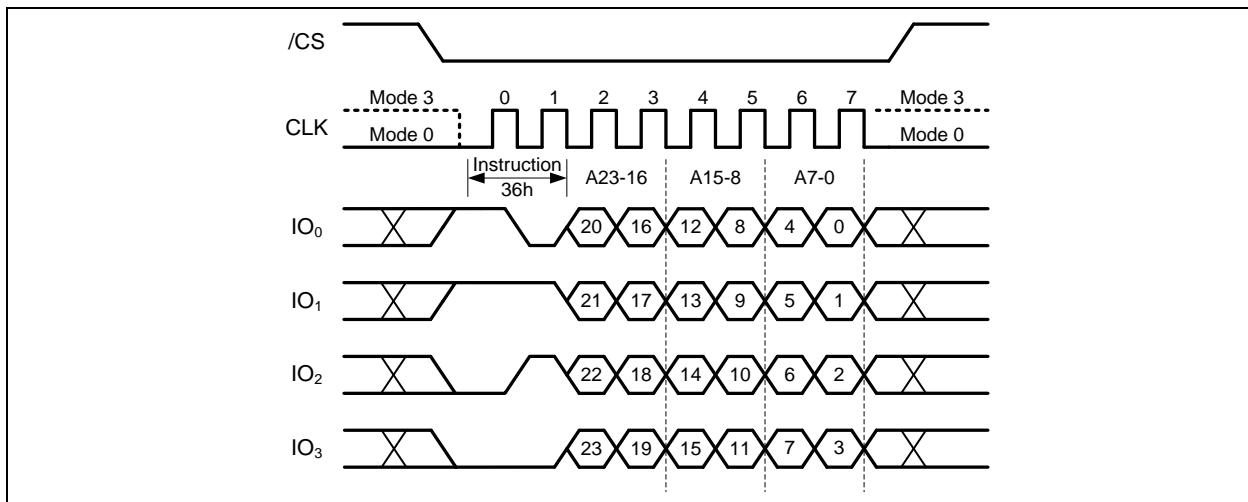 /CS
Mode 3 0 1 2 3 4 5 6 7 Mode 3
CLK Mode 0 Mode 0
Instruction
36h
A23-16 A15-8 A7-0
IO₀ 20 16 12 8 4 0
IO₁ 21 17 13 9 5 1
IO₂ 22 18 14 10 6 2
IO₃ 23 19 15 11 7 3